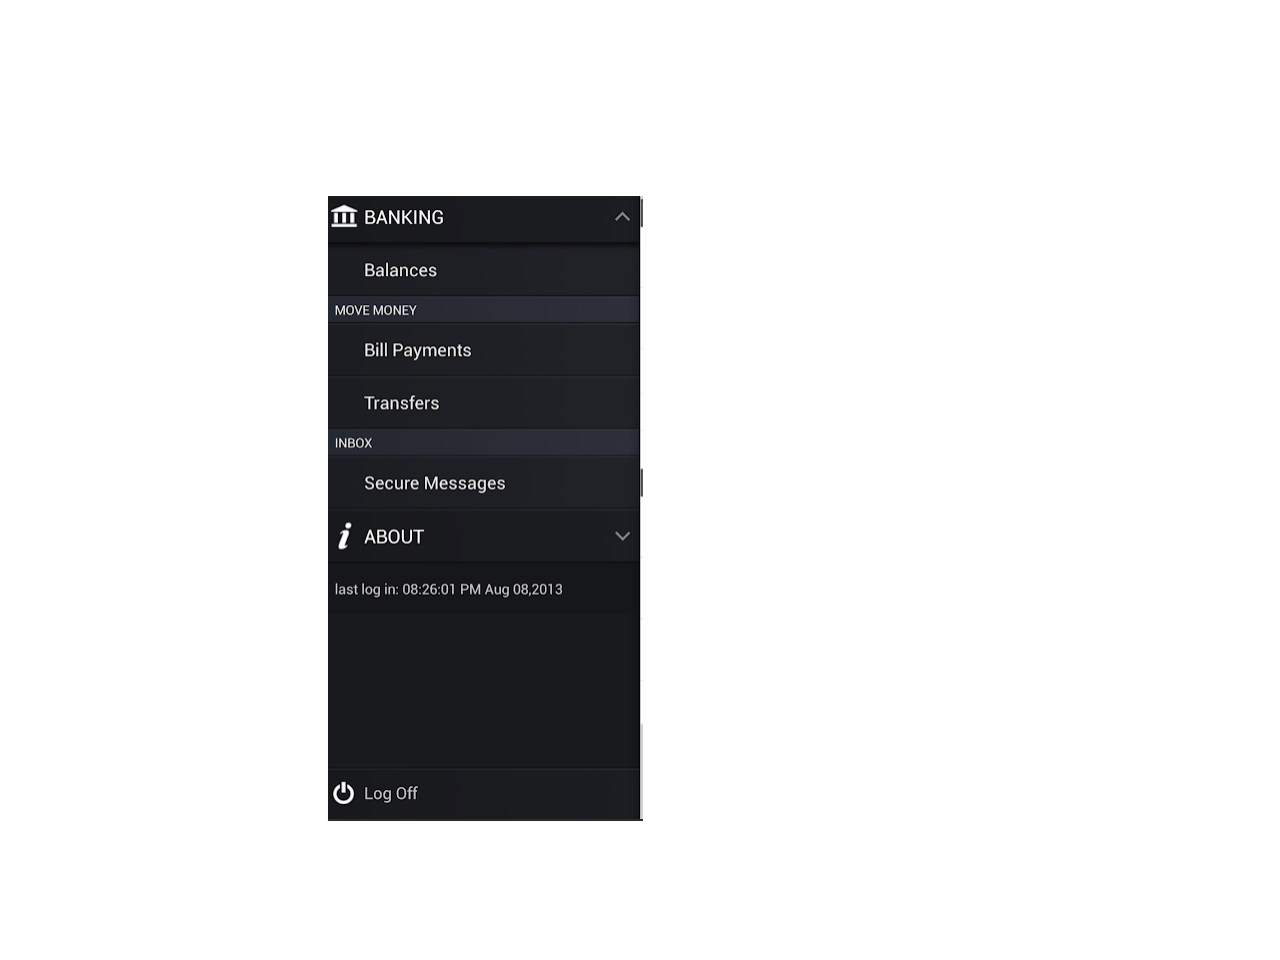 BANKING
Balances
MOVE MONEY
Bill Payments
Transfers
INBOX
Secure Messages
ABOUT
last log in: 08:26:01 PM Aug 08,2013
Log Off